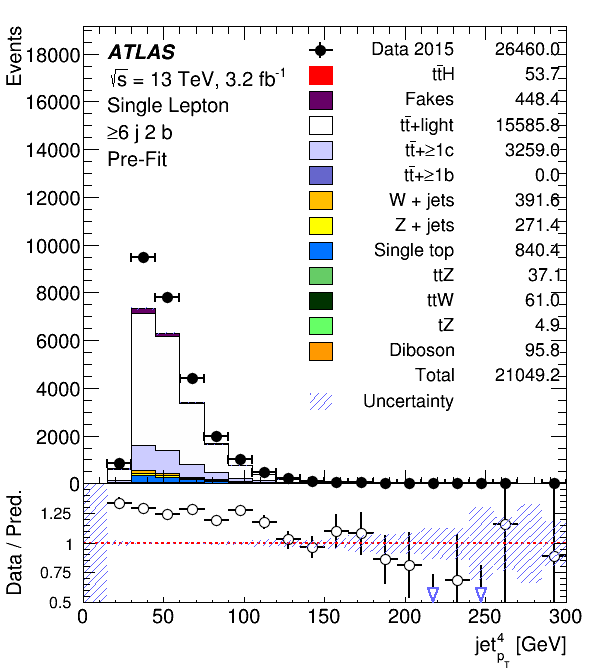 Events
18000
16000
14000
12000
10000
8000
6000
4000
2000
0
ATLAS
√s = 13 TeV, 3.2 fb⁻¹
Single Lepton
≥6 j 2 b
Pre-Fit
Data 2015 26460.0
tt̄H 53.7
Fakes 448.4
tt̄+light 15585.8
tt̄+≥1c 3259.0
tt̄+≥1b 0.0
W + jets 391.6
Z + jets 271.4
Single top 840.4
ttZ 37.1
ttW 61.0
tZ 4.9
Diboson 95.8
Total 21049.2
Uncertainty
Data / Pred.
1.25
1
0.75
0.5
0 50 100 150 200 250 300
jet⁴_pT [GeV]